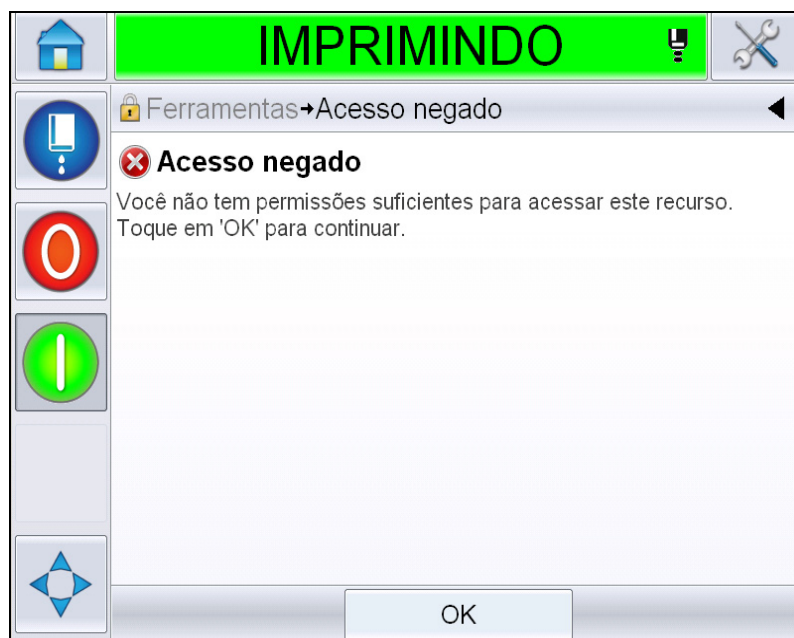 IMPRIMINDO
Ferramentas→Acesso negado
Acesso negado
Você não tem permissões suficientes para acessar este recurso.
Toque em 'OK' para continuar.
OK